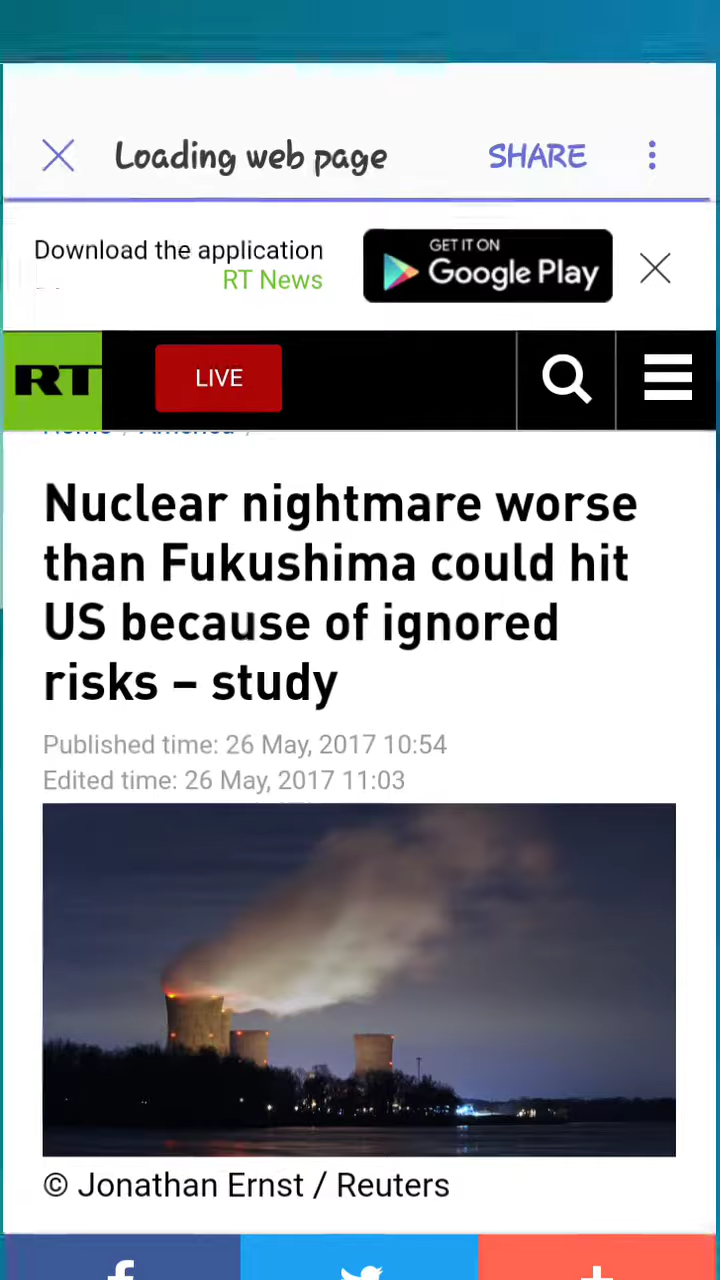 Loading web page
SHARE
Download the application
RT News
GET IT ON
Google Play
RT
LIVE
Nuclear nightmare worse
than Fukushima could hit
US because of ignored
risks – study
Published time: 26 May, 2017 10:54
Edited time: 26 May, 2017 11:03
© Jonathan Ernst / Reuters